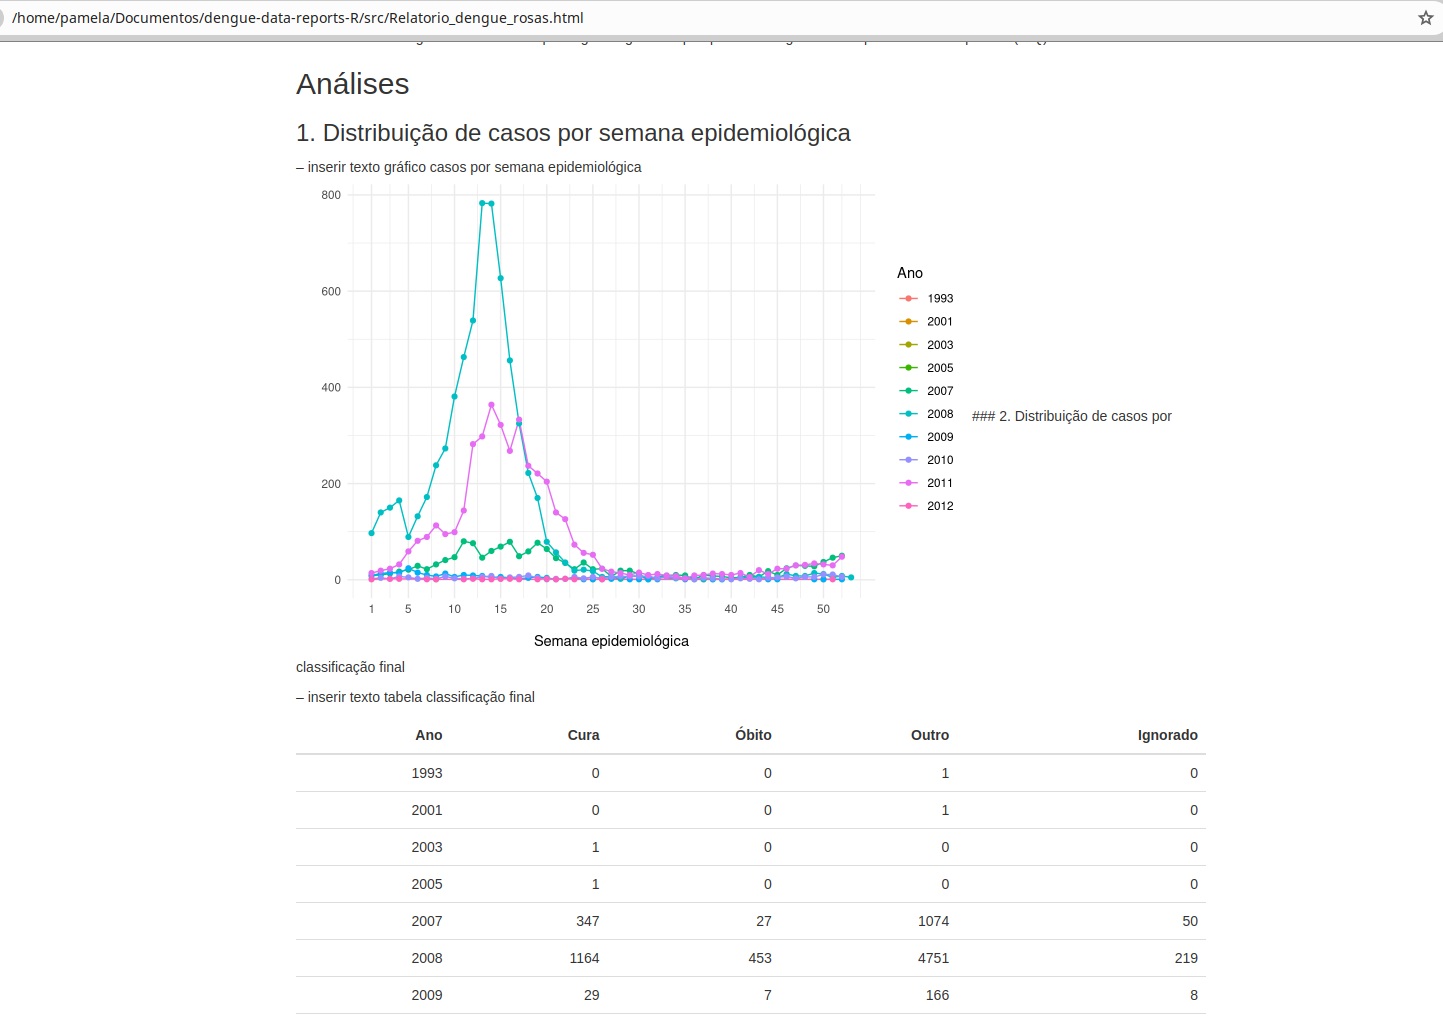 /home/pamela/Documentos/dengue-data-reports-R/src/Relatorio_dengue_rosas.html
Análises
1. Distribuição de casos por semana epidemiológica
– inserir texto gráfico casos por semana epidemiológica
800
600
400
200
0
1 5 10 15 20 25 30 35 40 45 50
Semana epidemiológica
Ano
1993
2001
2003
2005
2007
2008
2009
2010
2011
2012
### 2. Distribuição de casos por
classificação final
– inserir texto tabela classificação final
Ano Cura Óbito Outro Ignorado
1993 0 0 1 0
2001 0 0 1 0
2003 1 0 0 0
2005 1 0 0 0
2007 347 27 1074 50
2008 1164 453 4751 219
2009 29 7 166 8